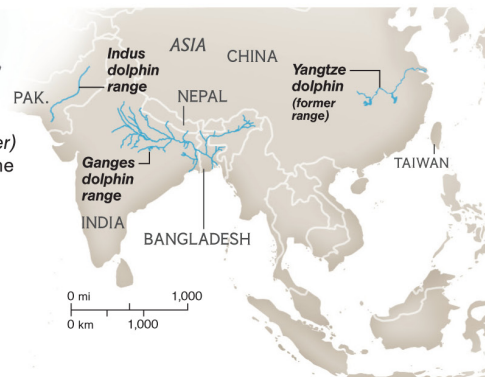 Indus
dolphin
range
ASIA
CHINA
PAK.
NEPAL
Yangtze
dolphin
(former
range)
er)
ne
Ganges
dolphin
range
TAIWAN
INDIA
BANGLADESH
0 mi 1,000
0 km 1,000